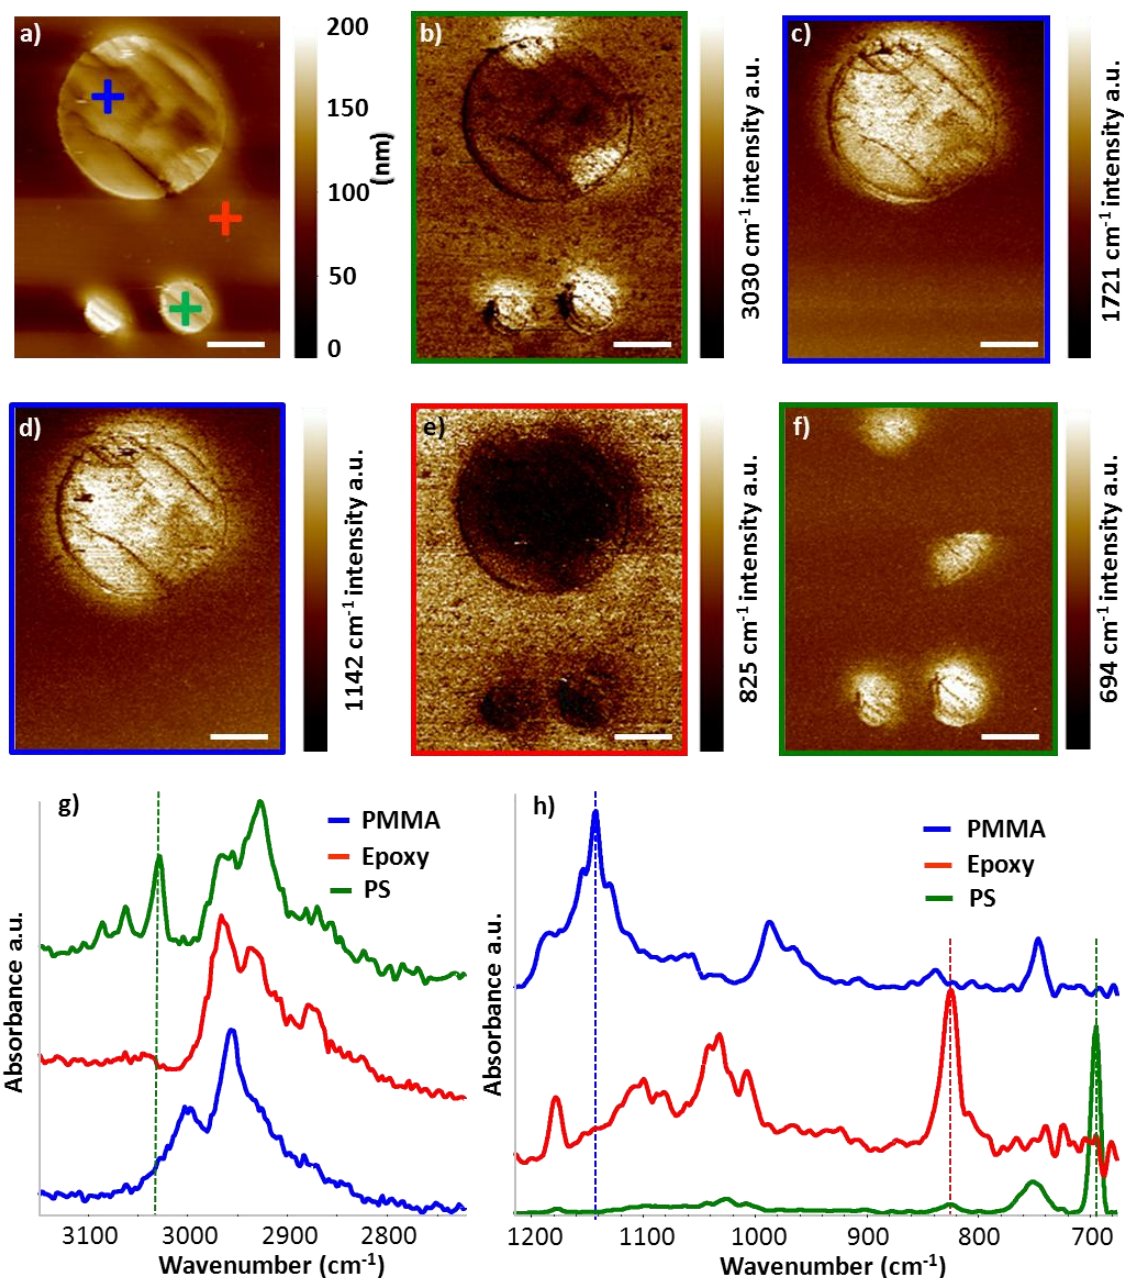 a)
200
150
100
50
0
(nm)
b)
3030 cm-1 intensity a.u.
c)
1721 cm-1 intensity a.u.
d)
1142 cm-1 intensity a.u.
e)
825 cm-1 intensity a.u.
f)
694 cm-1 intensity a.u.
g)
PMMA
Epoxy
PS
Absorbance a.u.
3100 3000 2900 2800
Wavenumber (cm-1)
h)
PMMA
Epoxy
PS
Absorbance a.u.
1200 1100 1000 900 800 700
Wavenumber (cm-1)